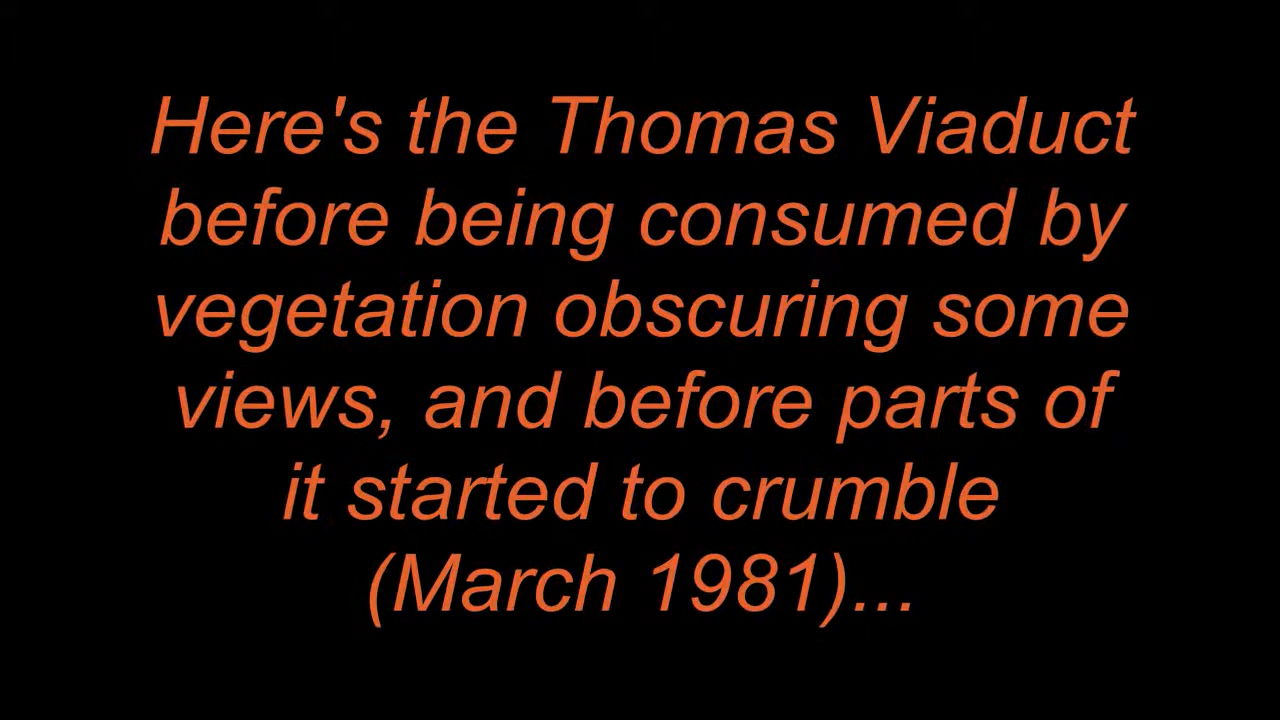 Here's the Thomas Viaduct
before being consumed by
vegetation obscuring some
views, and before parts of
it started to crumble
(March 1981)...